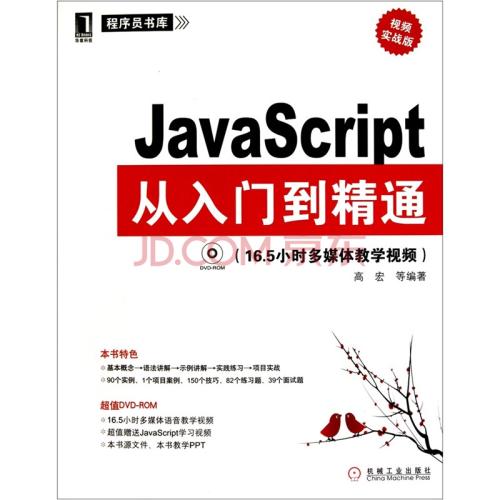 程序员书库
华章科技
视频
实战版
JavaScript
从入门到精通
JD.COM 京东
DVD-ROM
(16.5小时多媒体教学视频)
高 宏 等编著
本书特色
• 基本概念→语法讲解→示例讲解→实践练习→项目实战
• 90个实例、1个项目案例、150个技巧、82个练习题、39个面试题
超值DVD-ROM
• 16.5小时多媒体语音教学视频
• 超值赠送JavaScript学习视频
• 本书源文件、本书教学PPT
机械工业出版社
China Machine Press